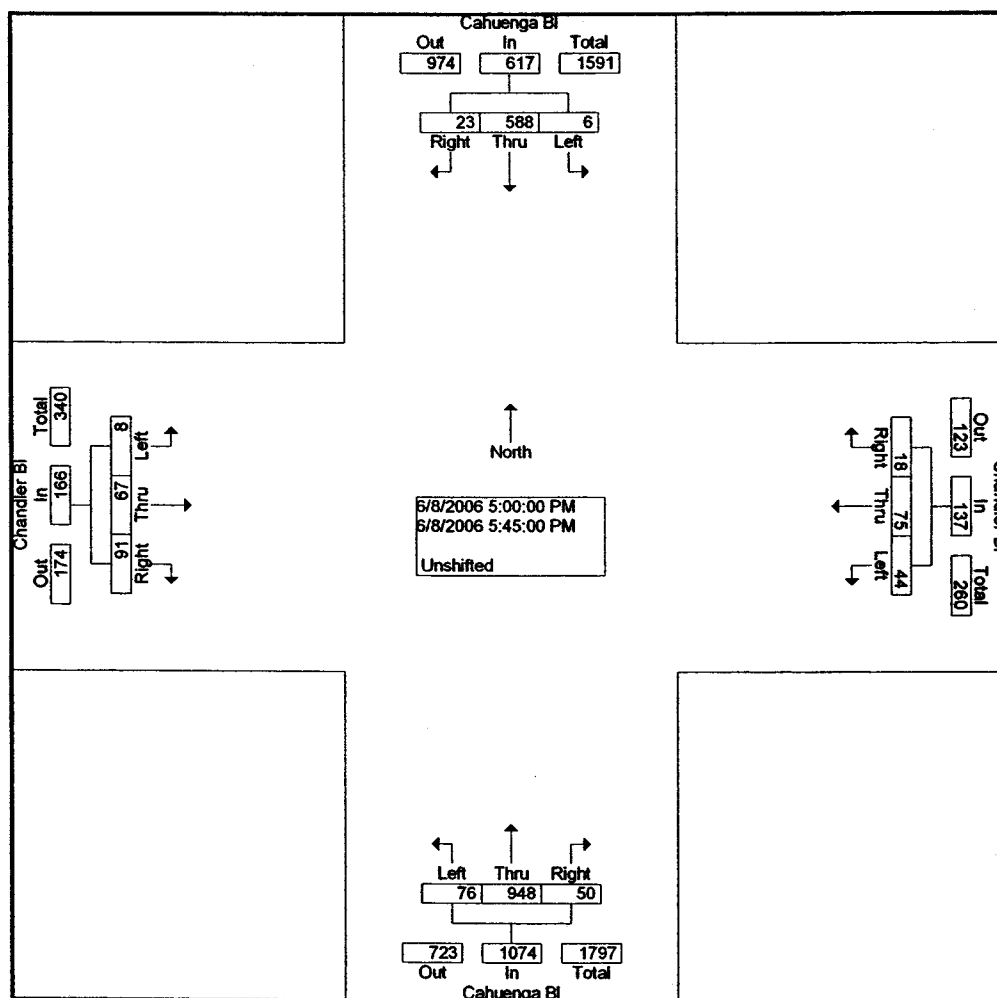 Cahuenga Bl
Out In Total
974 617 1591
23 588 6
Right Thru Left
Chandler Bl
Total In Out
340 166 174
8 67 91
Left Thru Right
North
6/8/2006 5:00:00 PM
6/8/2006 5:45:00 PM
Unshifted
Right Thru Left
18 75 44
Out In Total
123 137 260
Left Thru Right
76 948 50
723 1074 1797
Out In Total
Cahuenga Bl